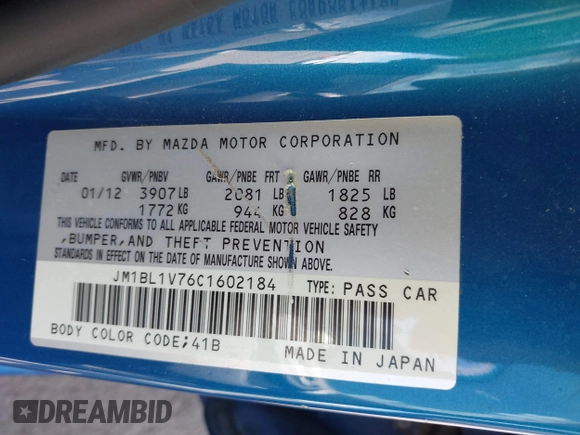 MFD. BY MAZDA MOTOR CORPORATION
DATE GVWR/PNBV GAWR/PNBE FRT GAWR/PNBE RR
01/12 3907 LB 2081 LB 1825 LB
1772 KG 944 KG 828 KG
THIS VEHICLE CONFORMS TO ALL APPLICABLE FEDERAL MOTOR VEHICLE SAFETY
,BUMPER,AND THEFT PREVENTION
STANDARDS IN EFFECT ON THE DATE OF MANUFACTURE SHOWN ABOVE.
JM1BL1V76C1602184 TYPE: PASS CAR
BODY COLOR CODE;41B MADE IN JAPAN
DREAMBID